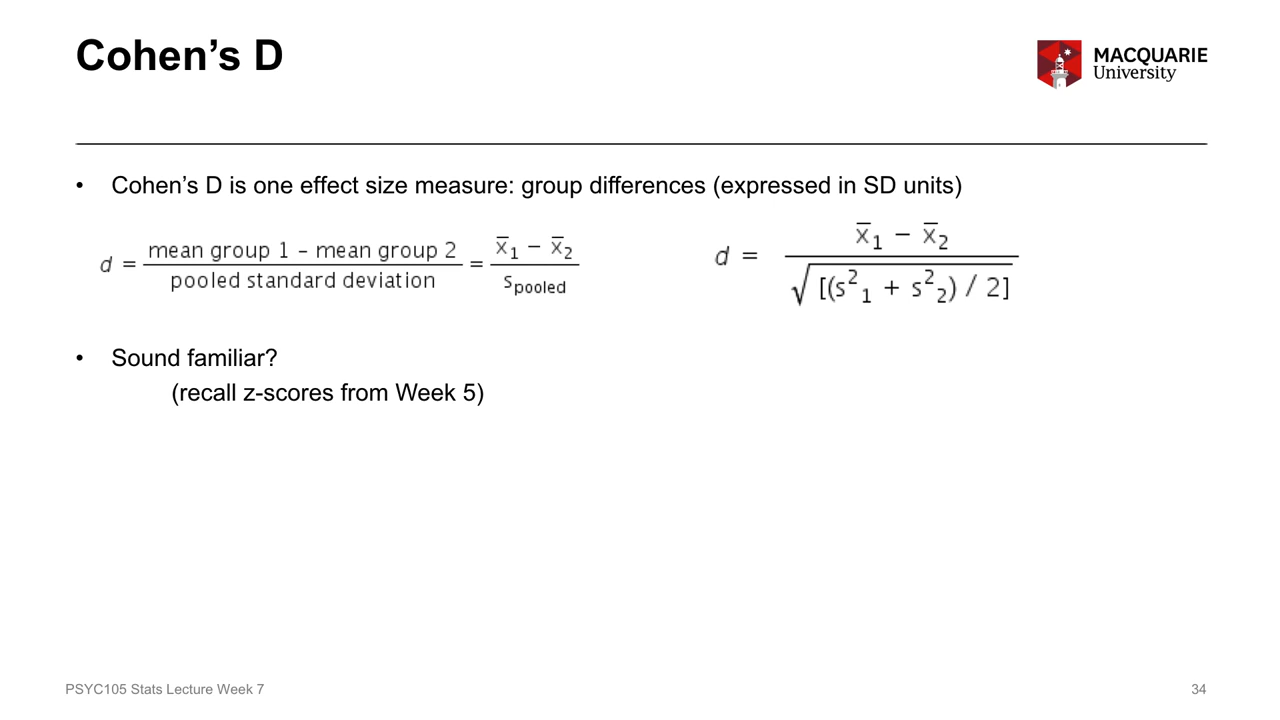 Cohen’s D
MACQUARIE
University
• Cohen’s D is one effect size measure: group differences (expressed in SD units)
d = mean group 1 – mean group 2 / pooled standard deviation = x̅₁ − x̅₂ / s pooled
d = x̅₁ − x̅₂ / √[(s²₁ + s²₂) / 2]
• Sound familiar?
(recall z-scores from Week 5)
PSYC105 Stats Lecture Week 7
34